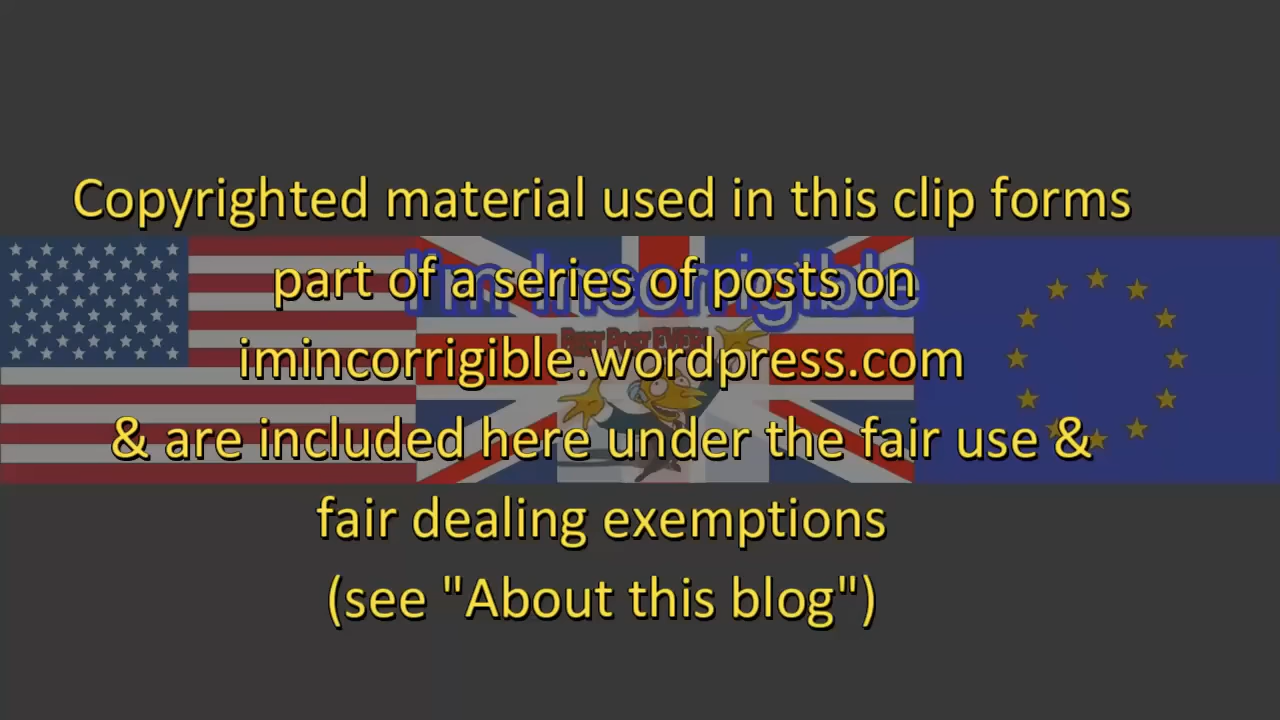 Copyrighted material used in this clip forms
part of a series of posts on
I'm Incorrigible
imincorrigible.wordpress.com
& are included here under the fair use &
fair dealing exemptions
(see "About this blog")